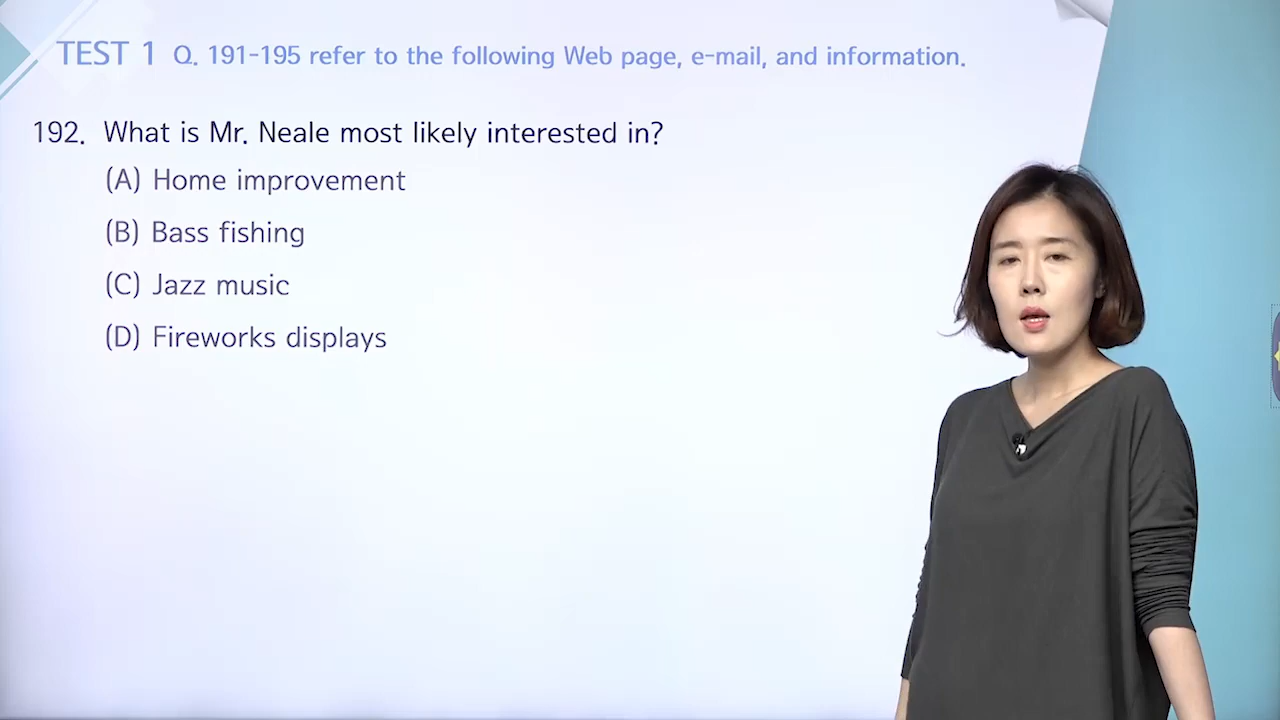 TEST 1 Q. 191-195 refer to the following Web page, e-mail, and information.
192. What is Mr. Neale most likely interested in?
(A) Home improvement
(B) Bass fishing
(C) Jazz music
(D) Fireworks displays